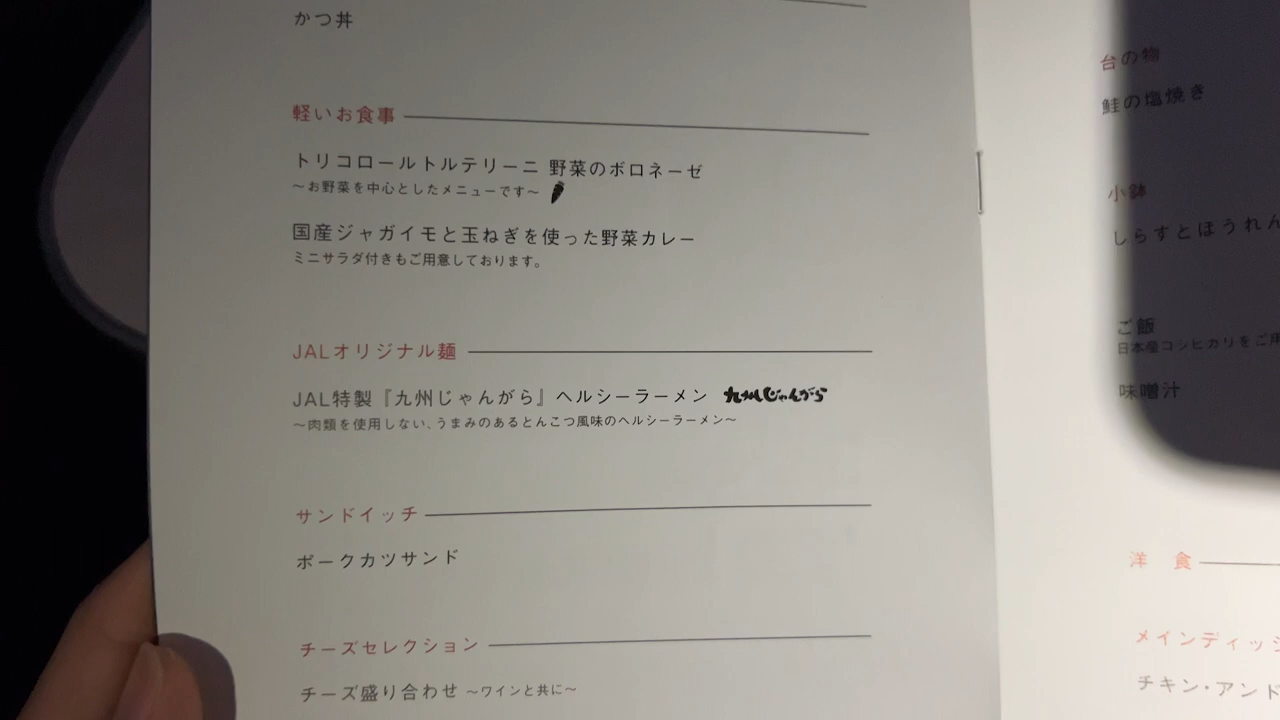 かつ丼
軽いお食事
トリコロールトルテリーニ 野菜のボロネーゼ
～お野菜を中心としたメニューです～
国産ジャガイモと玉ねぎを使った野菜カレー
ミニサラダ付きもご用意しております。
JALオリジナル麺
JAL特製『九州じゃんがら』ヘルシーラーメン 九州じゃんがら
～肉類を使用しない、うまみのあるとんこつ風味のヘルシーラーメン～
サンドイッチ
ポークカツサンド
チーズセレクション
チーズ盛り合わせ ～ワインと共に～
台の物
鮭の塩焼き
小鉢
しらすとほうれん
ご飯
日本産コシヒカリをご用
味噌汁
洋 食
メインディッシ
チキン・アンド